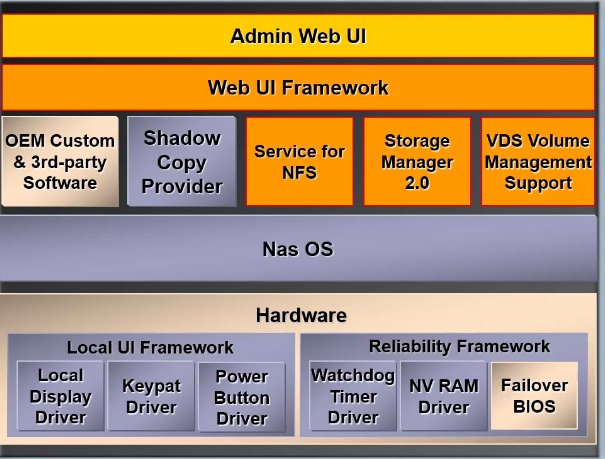 Admin Web UI
Web UI Framework
OEM Custom
& 3rd-party
Software
Shadow
Copy
Provider
Service for
NFS
Storage
Manager
2.0
VDS Volume
Management
Support
Nas OS
Hardware
Local UI Framework
Local
Display
Driver
Keypat
Driver
Power
Button
Driver
Reliability Framework
Watchdog
Timer
Driver
NV RAM
Driver
Failover
BIOS